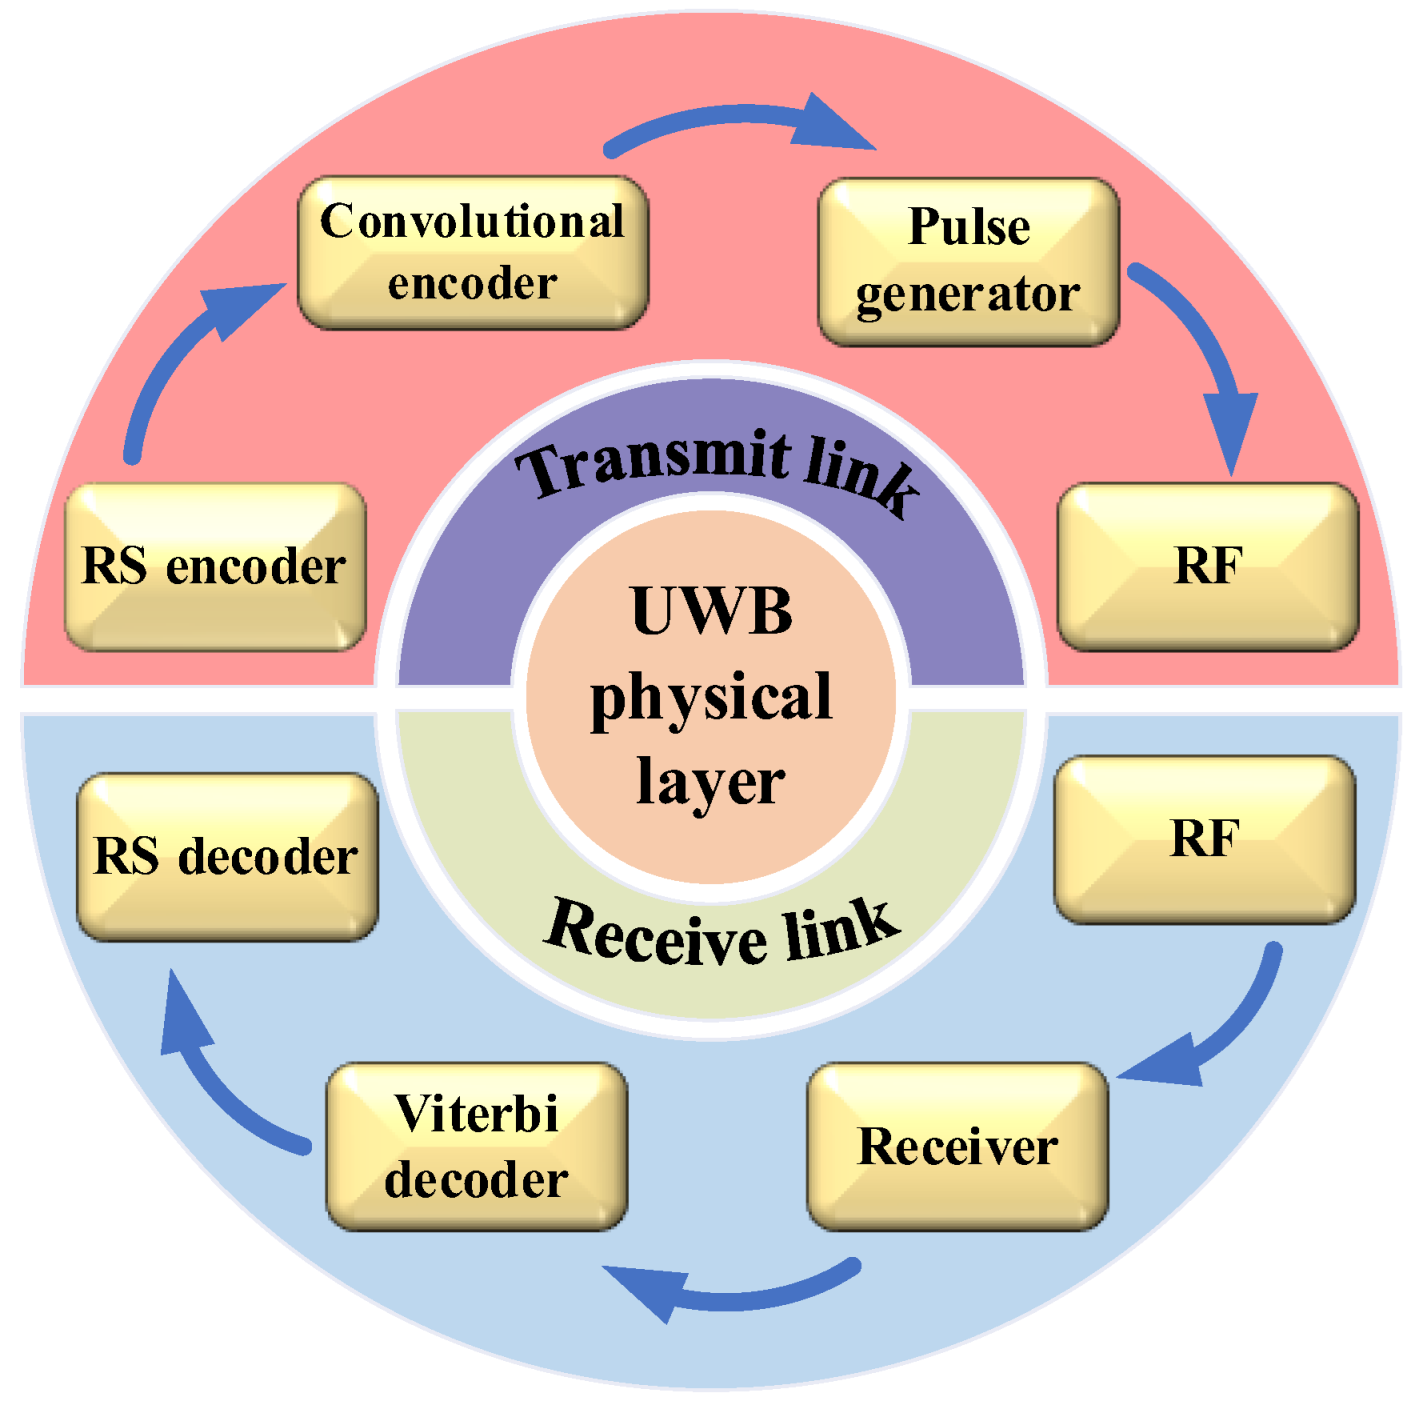 Convolutional
encoder
Pulse
generator
RS encoder
RF
Transmit link
UWB
physical
layer
Receive link
RS decoder
RF
Viterbi
decoder
Receiver